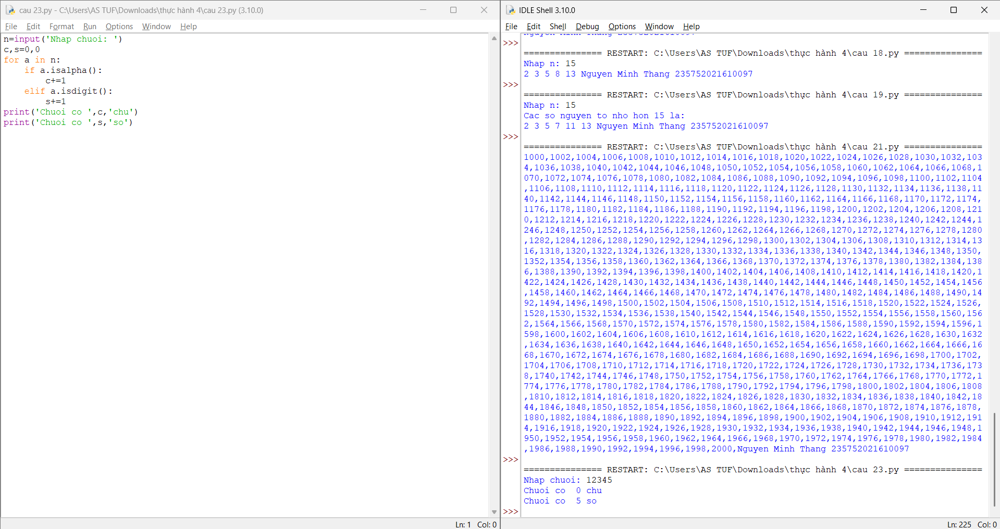 cau 23.py - C:\Users\AS TUF\Downloads\thực hành 4\cau 23.py (3.10.0)
File Edit Format Run Options Window Help
n=input('Nhap chuoi: ')
c,s=0,0
for a in n:
    if a.isalpha():
        c+=1
    elif a.isdigit():
        s+=1
print('Chuoi co ',c,'chu')
print('Chuoi co ',s,'so')
Ln: 1 Col: 0
IDLE Shell 3.10.0
File Edit Shell Debug Options Window Help
Nguyen Minh Thang 235752021610097
>>>
=============== RESTART: C:\Users\AS TUF\Downloads\thực hành 4\cau 18.py ===============
Nhap n: 15
2 3 5 8 13 Nguyen Minh Thang 235752021610097
>>>
=============== RESTART: C:\Users\AS TUF\Downloads\thực hành 4\cau 19.py ===============
Nhap n: 15
Cac so nguyen to nho hon 15 la:
2 3 5 7 11 13 Nguyen Minh Thang 235752021610097
>>>
=============== RESTART: C:\Users\AS TUF\Downloads\thực hành 4\cau 21.py ===============
1000,1002,1004,1006,1008,1010,1012,1014,1016,1018,1020,1022,1024,1026,1028,1030,1032,103
4,1036,1038,1040,1042,1044,1046,1048,1050,1052,1054,1056,1058,1060,1062,1064,1066,1068,1
070,1072,1074,1076,1078,1080,1082,1084,1086,1088,1090,1092,1094,1096,1098,1100,1102,1104
,1106,1108,1110,1112,1114,1116,1118,1120,1122,1124,1126,1128,1130,1132,1134,1136,1138,11
40,1142,1144,1146,1148,1150,1152,1154,1156,1158,1160,1162,1164,1166,1168,1170,1172,1174,
1176,1178,1180,1182,1184,1186,1188,1190,1192,1194,1196,1198,1200,1202,1204,1206,1208,121
0,1212,1214,1216,1218,1220,1222,1224,1226,1228,1230,1232,1234,1236,1238,1240,1242,1244,1
246,1248,1250,1252,1254,1256,1258,1260,1262,1264,1266,1268,1270,1272,1274,1276,1278,1280
,1282,1284,1286,1288,1290,1292,1294,1296,1298,1300,1302,1304,1306,1308,1310,1312,1314,13
16,1318,1320,1322,1324,1326,1328,1330,1332,1334,1336,1338,1340,1342,1344,1346,1348,1350,
1352,1354,1356,1358,1360,1362,1364,1366,1368,1370,1372,1374,1376,1378,1380,1382,1384,138
6,1388,1390,1392,1394,1396,1398,1400,1402,1404,1406,1408,1410,1412,1414,1416,1418,1420,1
422,1424,1426,1428,1430,1432,1434,1436,1438,1440,1442,1444,1446,1448,1450,1452,1454,1456
,1458,1460,1462,1464,1466,1468,1470,1472,1474,1476,1478,1480,1482,1484,1486,1488,1490,14
92,1494,1496,1498,1500,1502,1504,1506,1508,1510,1512,1514,1516,1518,1520,1522,1524,1526,
1528,1530,1532,1534,1536,1538,1540,1542,1544,1546,1548,1550,1552,1554,1556,1558,1560,156
2,1564,1566,1568,1570,1572,1574,1576,1578,1580,1582,1584,1586,1588,1590,1592,1594,1596,1
598,1600,1602,1604,1606,1608,1610,1612,1614,1616,1618,1620,1622,1624,1626,1628,1630,1632
,1634,1636,1638,1640,1642,1644,1646,1648,1650,1652,1654,1656,1658,1660,1662,1664,1666,16
68,1670,1672,1674,1676,1678,1680,1682,1684,1686,1688,1690,1692,1694,1696,1698,1700,1702,
1704,1706,1708,1710,1712,1714,1716,1718,1720,1722,1724,1726,1728,1730,1732,1734,1736,173
8,1740,1742,1744,1746,1748,1750,1752,1754,1756,1758,1760,1762,1764,1766,1768,1770,1772,1
774,1776,1778,1780,1782,1784,1786,1788,1790,1792,1794,1796,1798,1800,1802,1804,1806,1808
,1810,1812,1814,1816,1818,1820,1822,1824,1826,1828,1830,1832,1834,1836,1838,1840,1842,18
44,1846,1848,1850,1852,1854,1856,1858,1860,1862,1864,1866,1868,1870,1872,1874,1876,1878,
1880,1882,1884,1886,1888,1890,1892,1894,1896,1898,1900,1902,1904,1906,1908,1910,1912,191
4,1916,1918,1920,1922,1924,1926,1928,1930,1932,1934,1936,1938,1940,1942,1944,1946,1948,1
950,1952,1954,1956,1958,1960,1962,1964,1966,1968,1970,1972,1974,1976,1978,1980,1982,1984
,1986,1988,1990,1992,1994,1996,1998,2000,Nguyen Minh Thang 235752021610097
>>>
=============== RESTART: C:\Users\AS TUF\Downloads\thực hành 4\cau 23.py ===============
Nhap chuoi: 12345
Chuoi co  0 chu
Chuoi co  5 so
>>>
Ln: 225 Col: 0